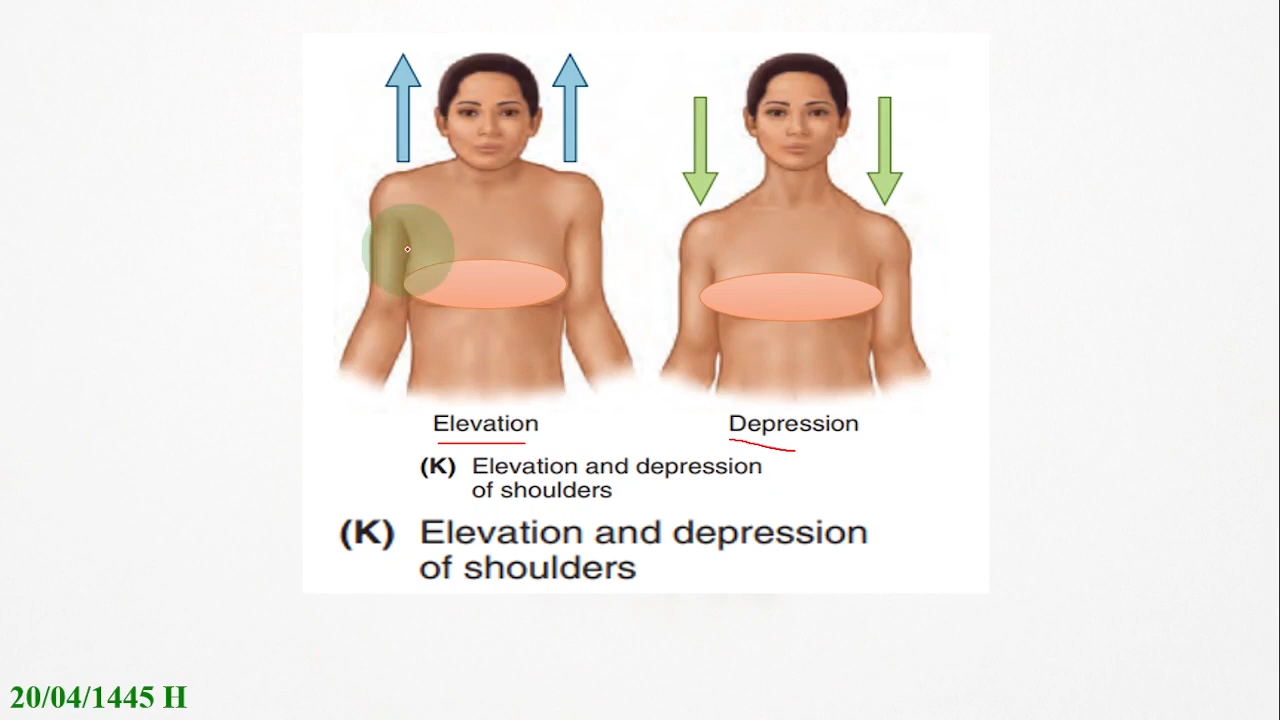 Elevation
Depression
(K) Elevation and depression
of shoulders
(K) Elevation and depression
of shoulders
20/04/1445 H